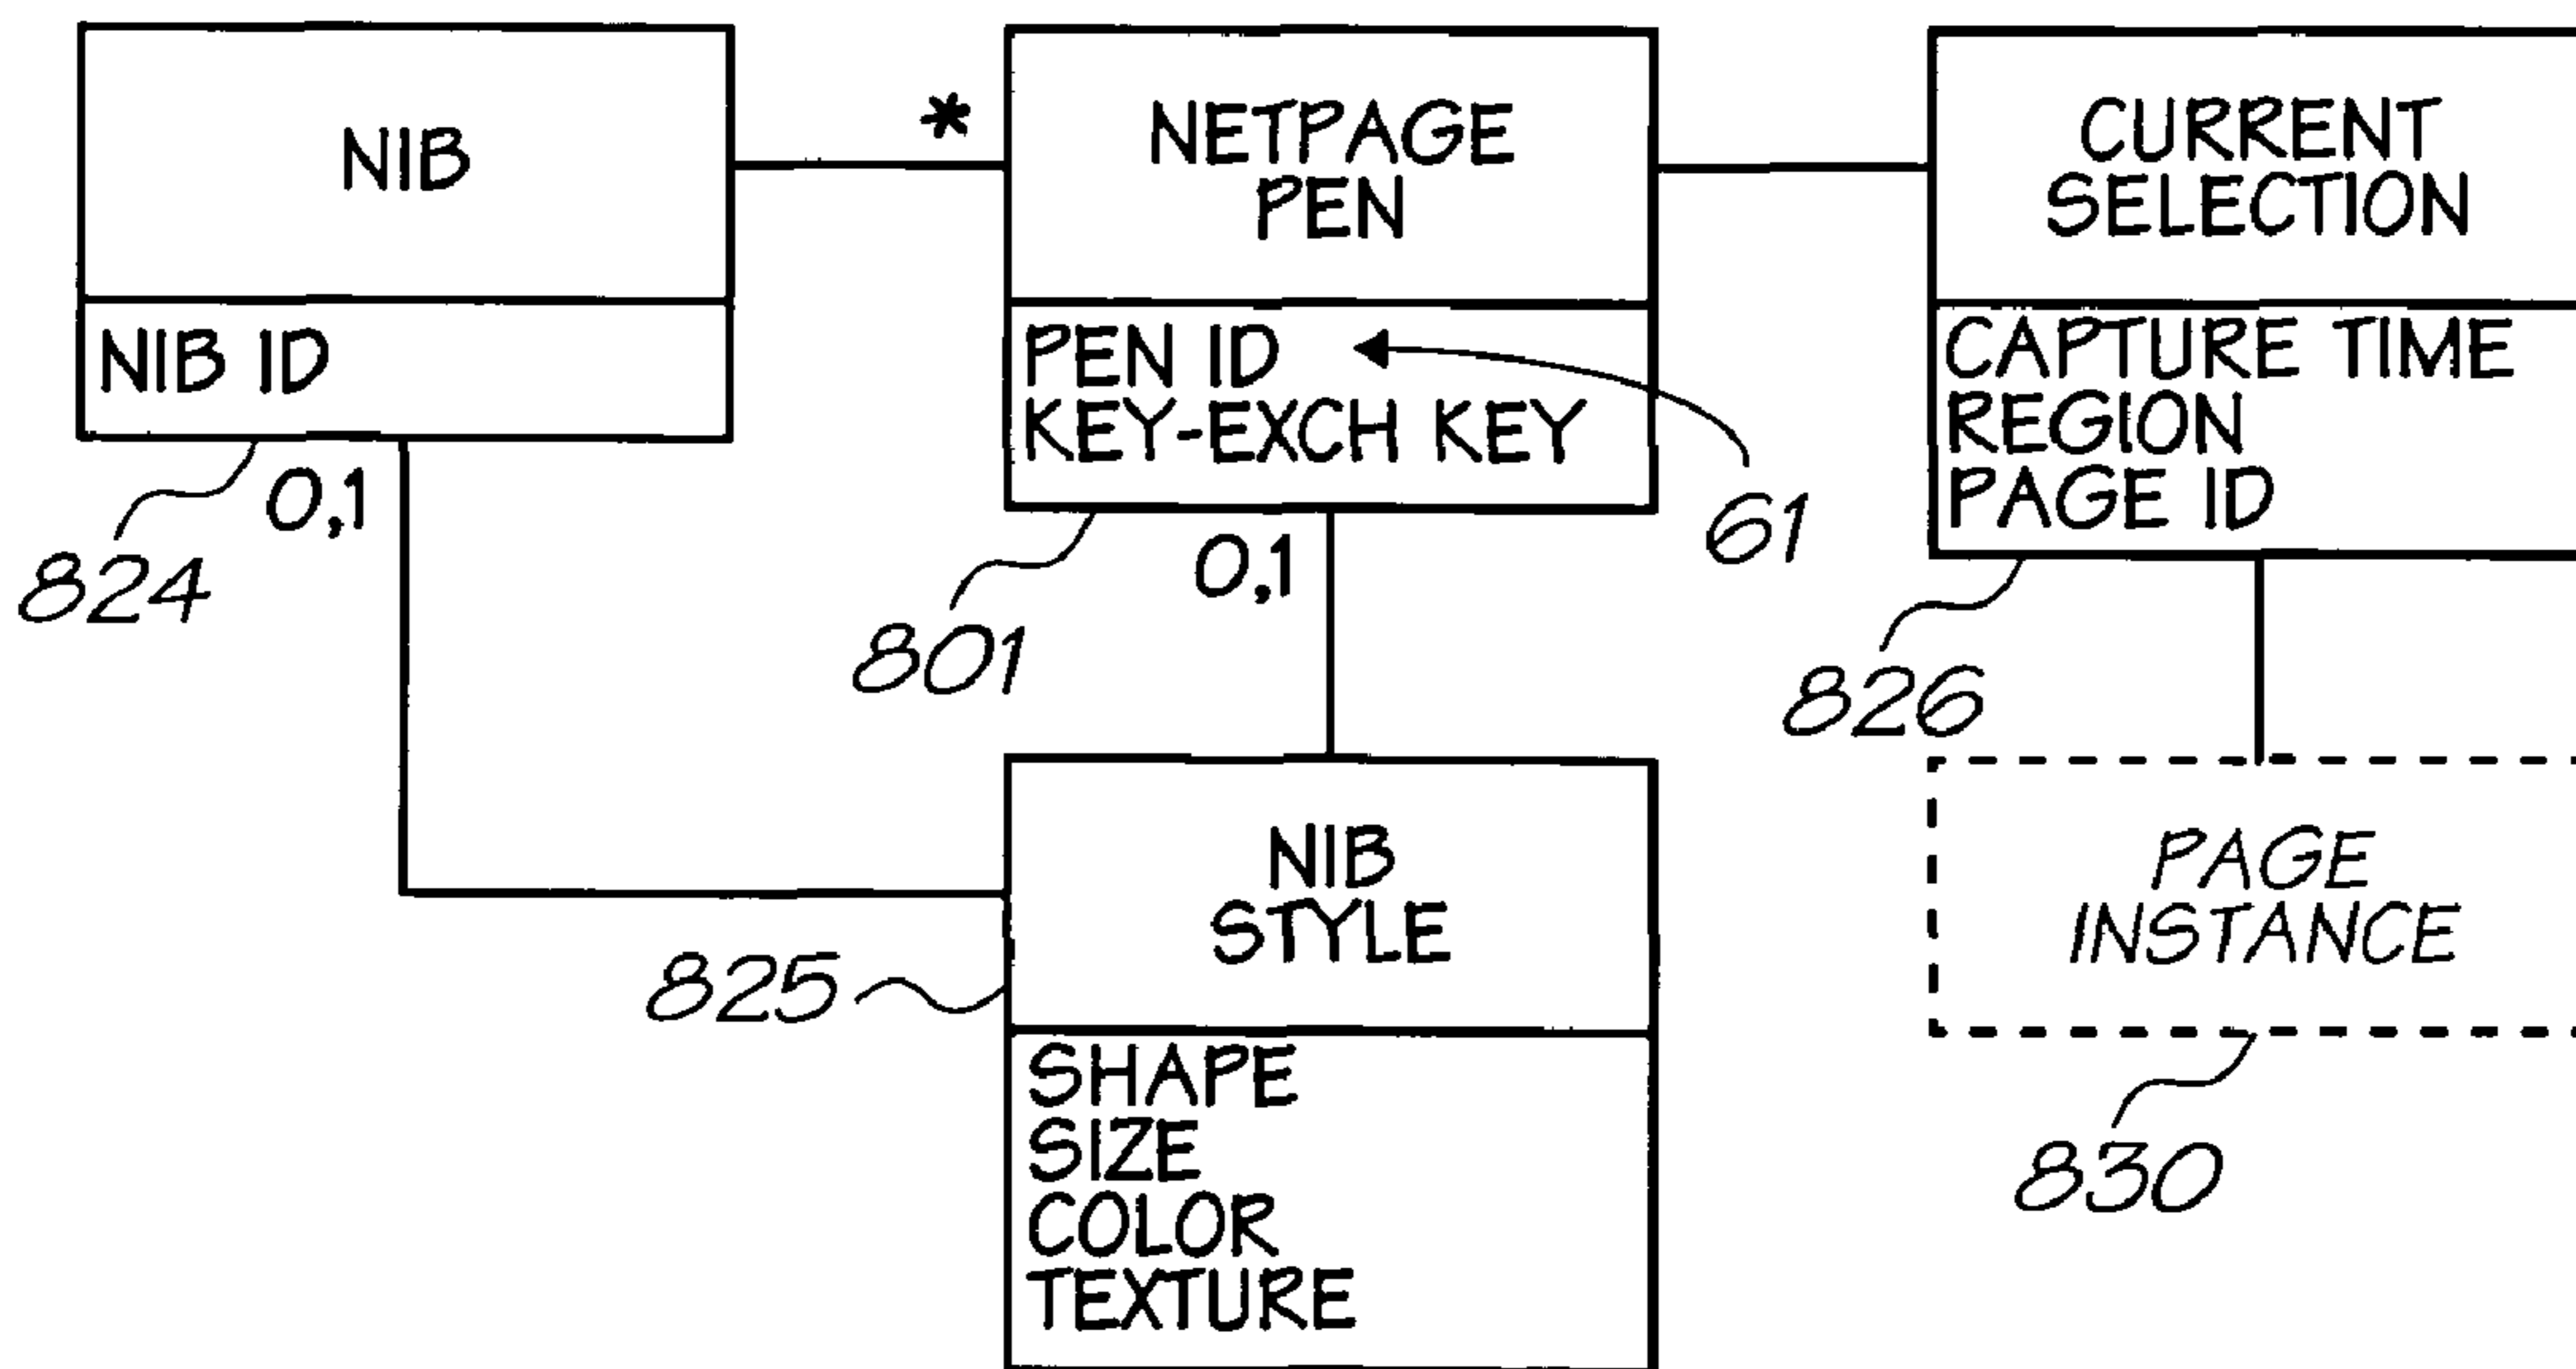 NIB
NIB ID
0,1
824
*
NETPAGE
PEN
PEN ID
KEY-EXCH KEY
61
0,1
801
CURRENT
SELECTION
CAPTURE TIME
REGION
PAGE ID
826
NIB
STYLE
825
SHAPE
SIZE
COLOR
TEXTURE
PAGE
INSTANCE
830